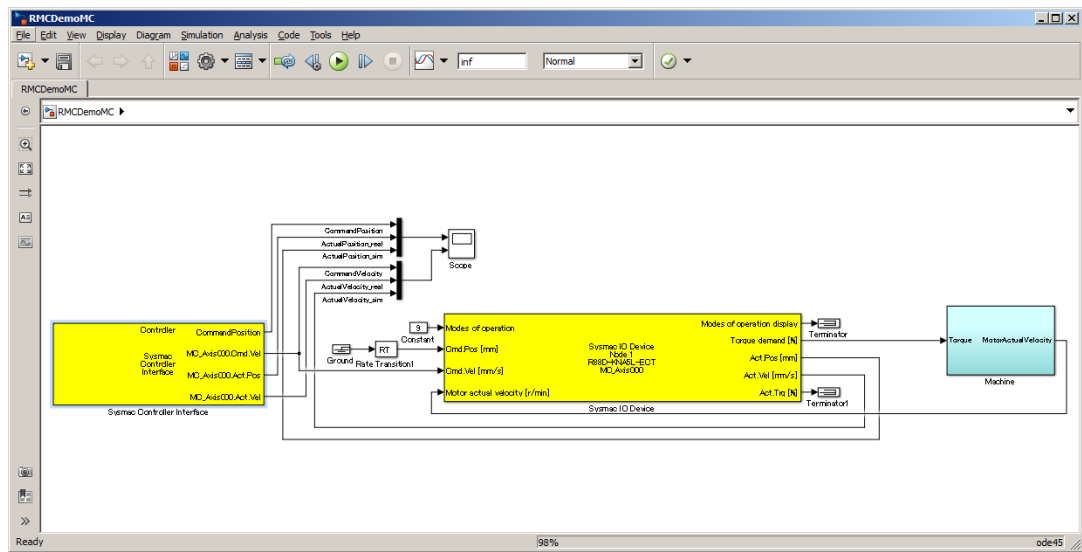 RMCDemoMC
File Edit View Display Diagram Simulation Analysis Code Tools Help
inf
Normal
RMCDemoMC
RMCDemoMC
CommandPosition
ActualPosition_real
ActualPosition_sim
CommandVelocity
ActualVelocity_real
ActualVelocity_sim
Scope
Controller
Sysmac
Controller
Interface
CommandPosition
MC_Axis000.Cmd.Vel
MC_Axis000.Act.Pos
MC_Axis000.Act.Vel
Sysmac Controller Interface
9
Constant
Ground
RT
Rate Transition1
Modes of operation
Cmd.Pos [mm]
Cmd.Vel [mm/s]
Motor actual velocity [r/min]
Sysmac IO Device
Node 1
R88D-KNA5L-ECT
MC_Axis000
Modes of operation display
Torque demand [%]
Act.Pos [mm]
Act.Vel [mm/s]
Act.Trq [%]
Sysmac IO Device
Terminator
Terminator1
Torque
MotorActualVelocity
Machine
Ready
98%
ode45